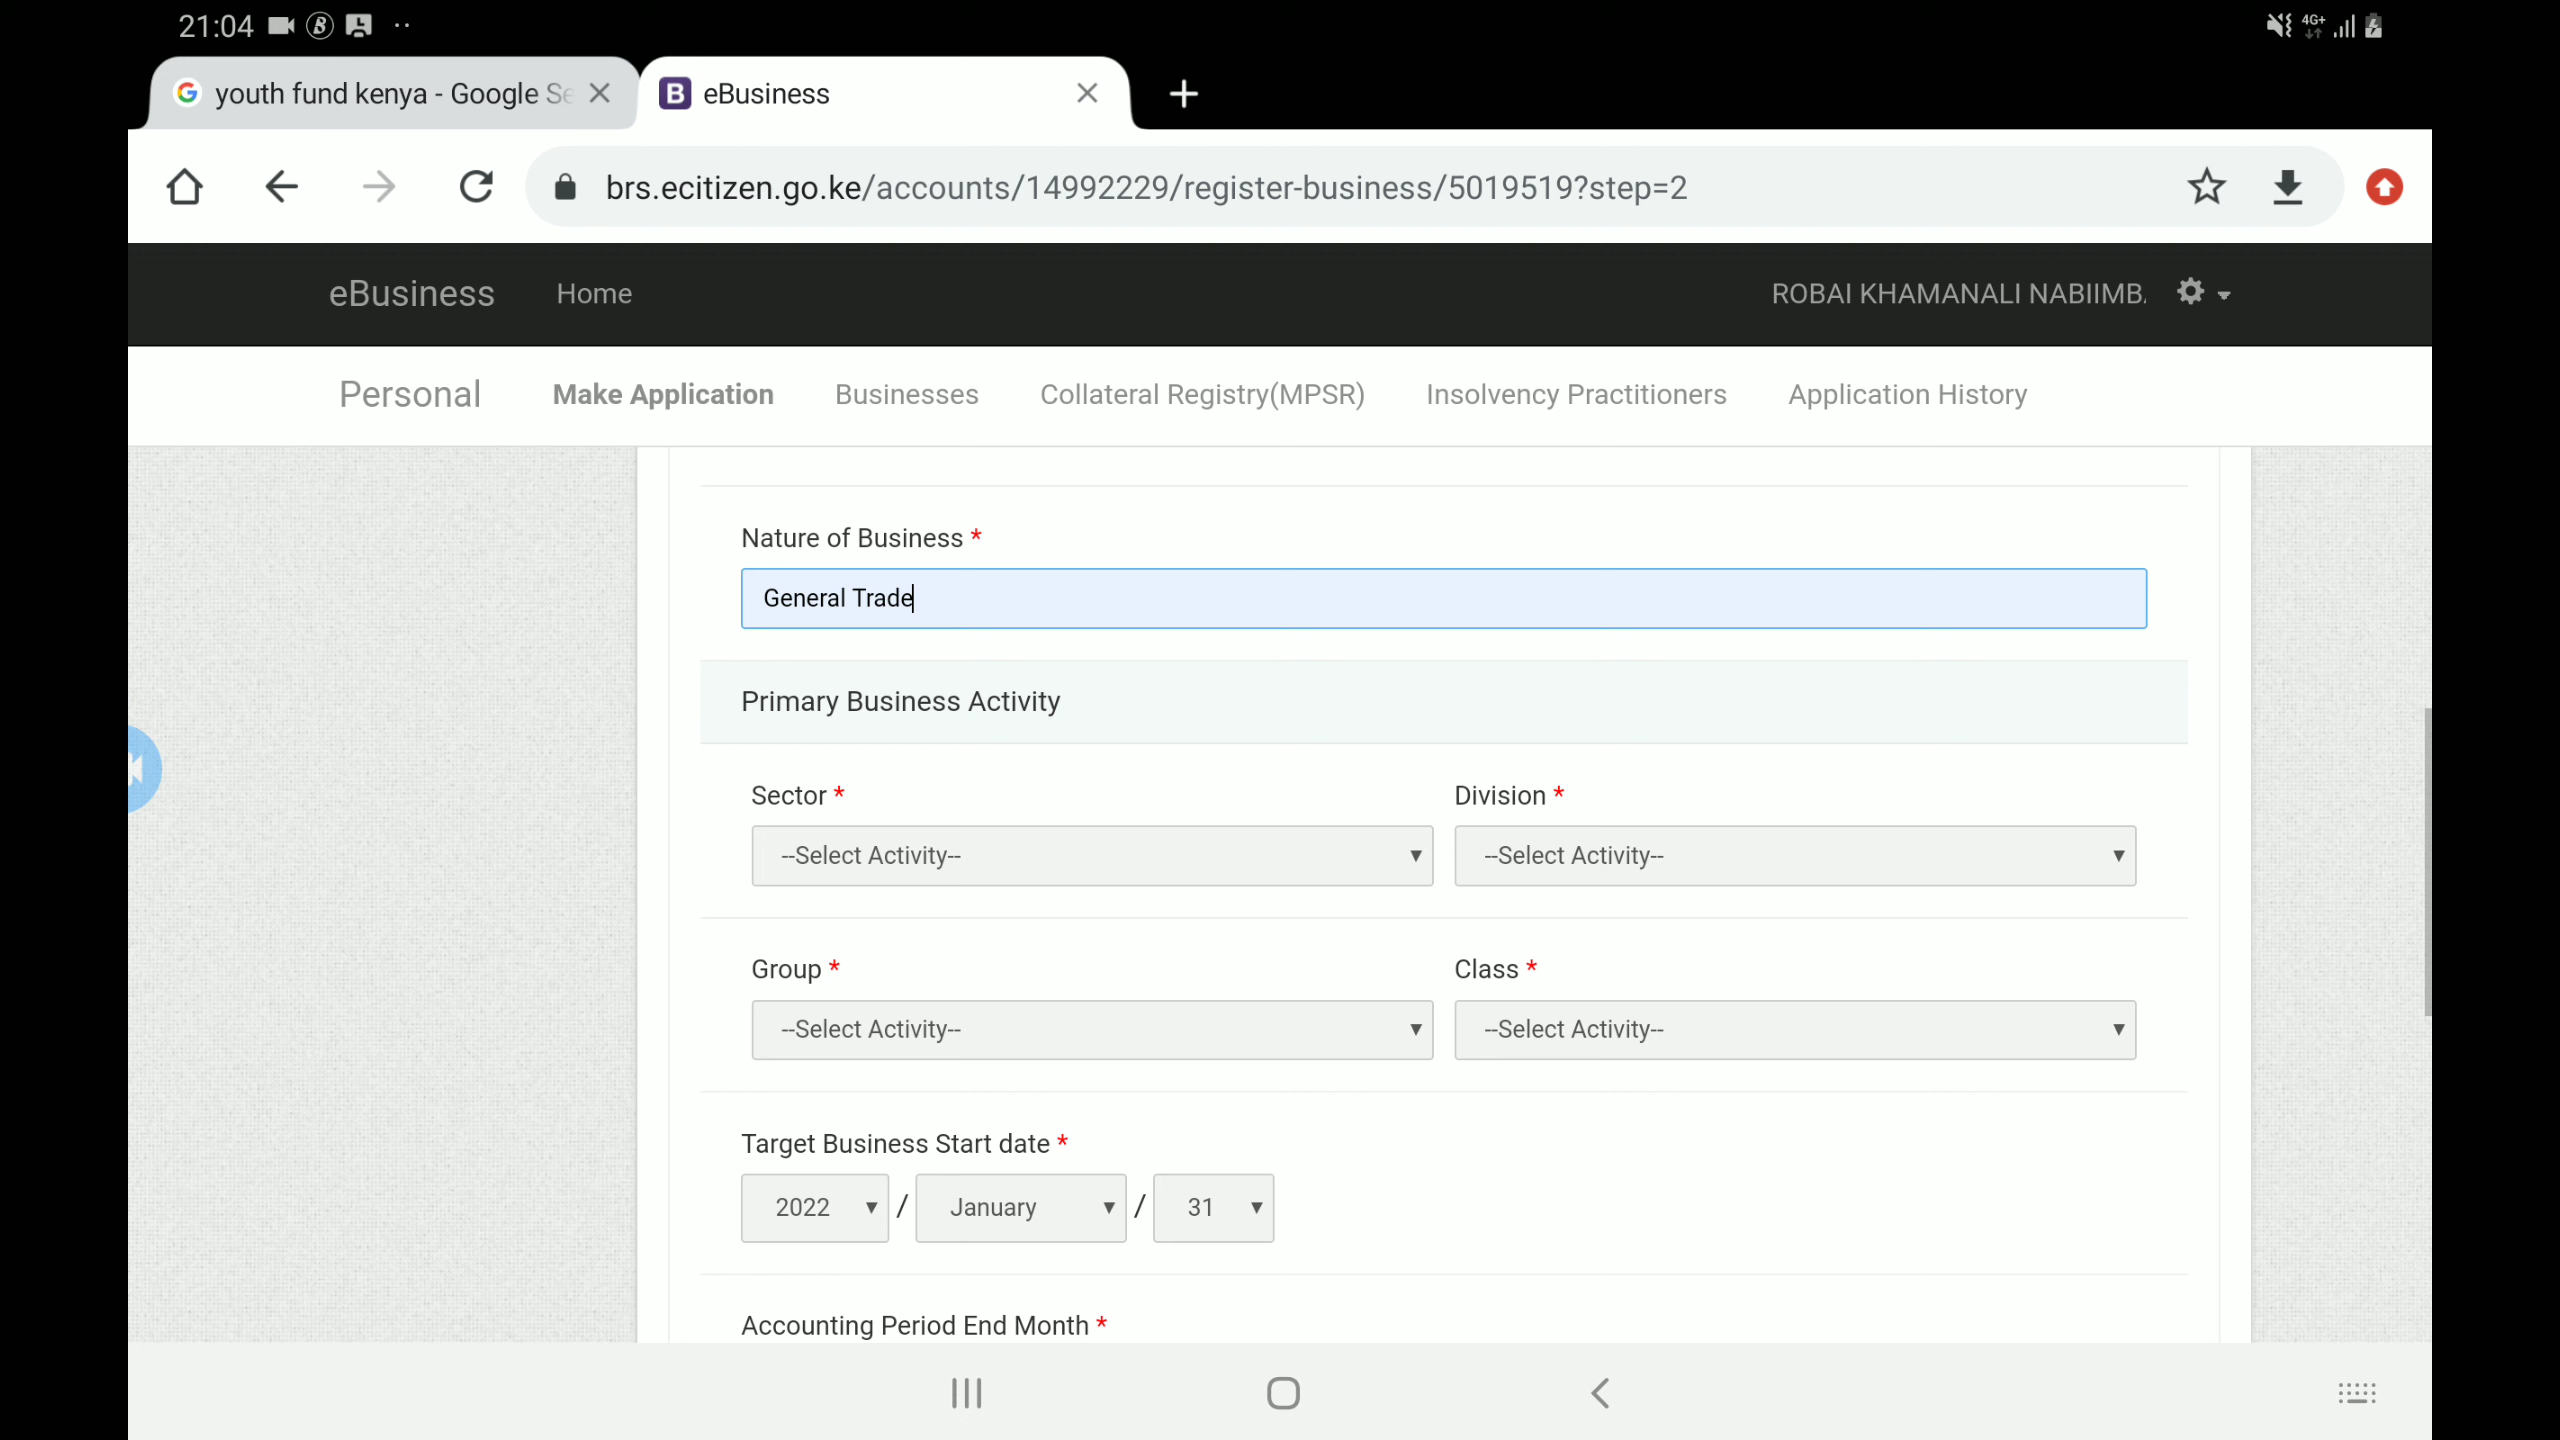 21:04
4G+
youth fund kenya - Google Se
eBusiness
brs.ecitizen.go.ke/accounts/14992229/register-business/5019519?step=2
eBusiness Home ROBAI KHAMANALI NABIIMB
Personal Make Application Businesses Collateral Registry(MPSR) Insolvency Practitioners Application History
Nature of Business *
General Trade
Primary Business Activity
Sector * Division *
--Select Activity-- --Select Activity--
Group * Class *
--Select Activity-- --Select Activity--
Target Business Start date *
2022 / January / 31
Accounting Period End Month *